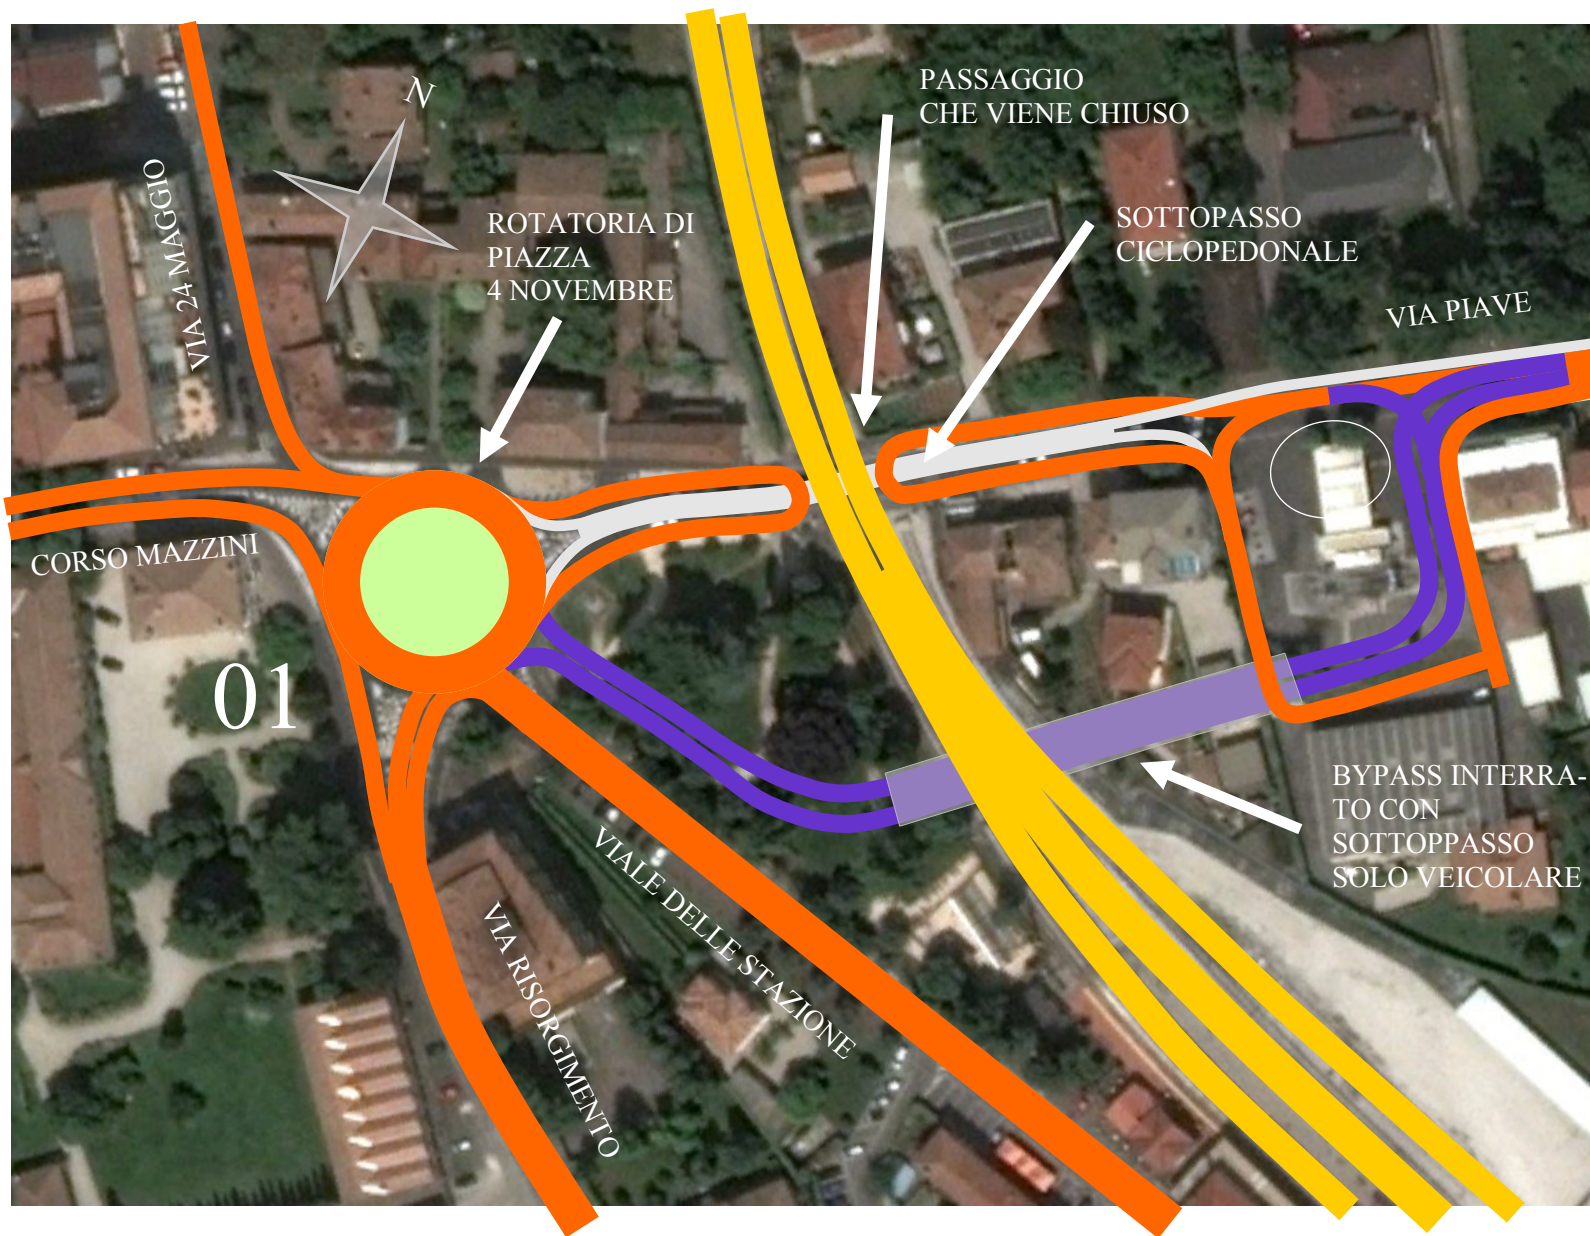 N
PASSAGGIO
CHE VIENE CHIUSO
VIA 24 MAGGIO
ROTATORIA DI
PIAZZA
4 NOVEMBRE
SOTTOPASSO
CICLOPEDONALE
VIA PIAVE
CORSO MAZZINI
01
BYPASS INTERRA-
TO CON
SOTTOPPASSO
SOLO VEICOLARE
VIALE DELLE STAZIONE
VIA RISORGIMENTO